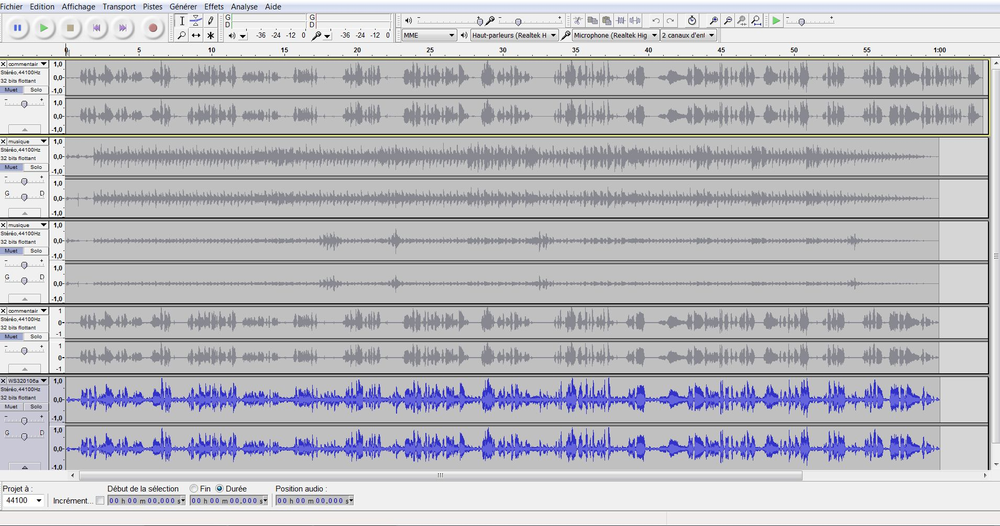 Fichier Edition Affichage Transport Pistes Générer Effets Analyse Aide
G
D
-36 -24 -12 0
G
D
-36 -24 -12 0
MME
Haut-parleurs (Realtek H
Microphone (Realtek Hig
2 canaux d'en
0 5 10 15 20 25 30 35 40 45 50 55 1:00
commentair
Stéréo,44100Hz
32 bits flottant
Muet Solo
- +
1,0
0,0-
-1,0
1,0
0,0-
-1,0
musique
Stéréo,44100Hz
32 bits flottant
Muet Solo
- +
G D
1,0
0,0-
-1,0
1,0
0,0-
-1,0
musique
Stéréo,44100Hz
32 bits flottant
Muet Solo
- +
G D
1,0
0,0-
-1,0
1,0
0,0-
-1,0
commentair
Stéréo,44100Hz
32 bits flottant
Muet Solo
- +
1
0-
-1
1
0-
-1
WS320106a
Stéréo,44100Hz
32 bits flottant
Muet Solo
- +
G D
1,0
0,0-
-1,0
1,0
0,0-
-1,0
Projet à :
44100
Incrément...
Début de la sélection
00 h 00 m 00.000 s
Fin Durée
00 h 00 m 00.000 s
Position audio :
00 h 00 m 00.000 s